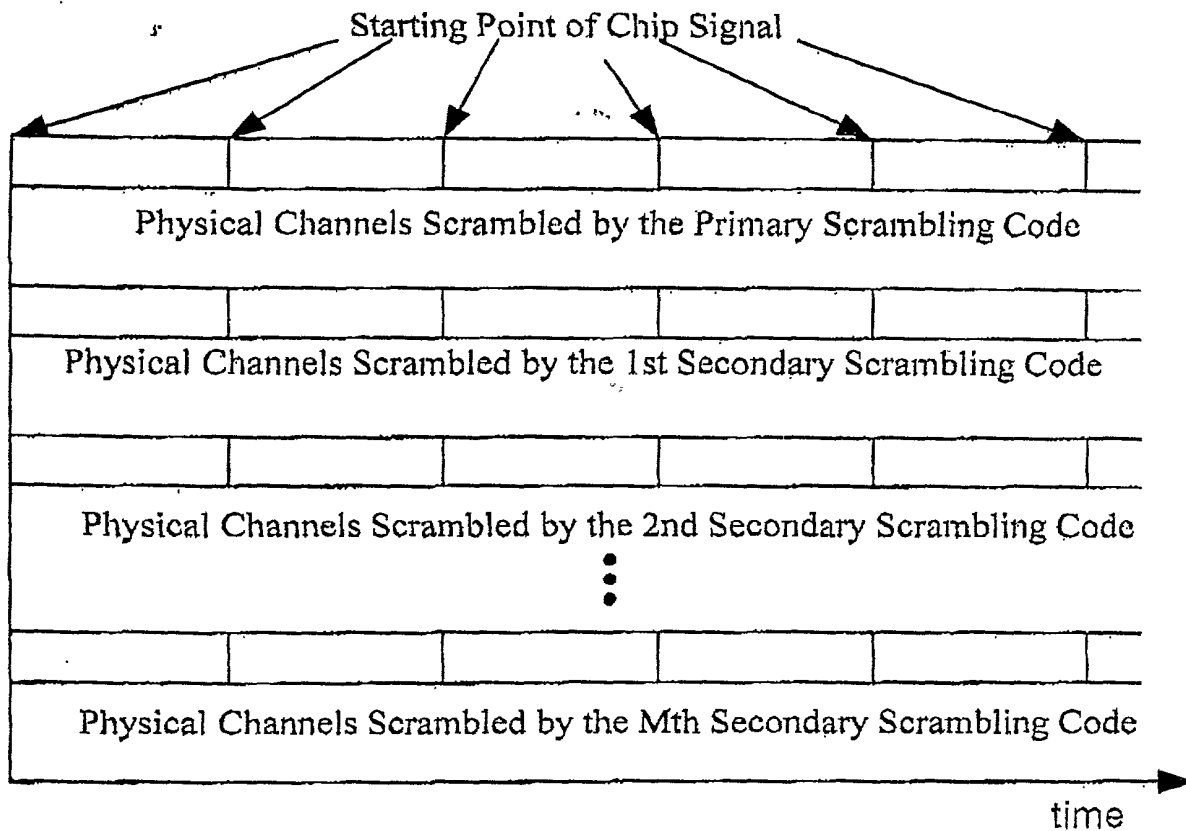 Starting Point of Chip Signal
Physical Channels Scrambled by the Primary Scrambling Code
Physical Channels Scrambled by the 1st Secondary Scrambling Code
Physical Channels Scrambled by the 2nd Secondary Scrambling Code
Physical Channels Scrambled by the Mth Secondary Scrambling Code
time